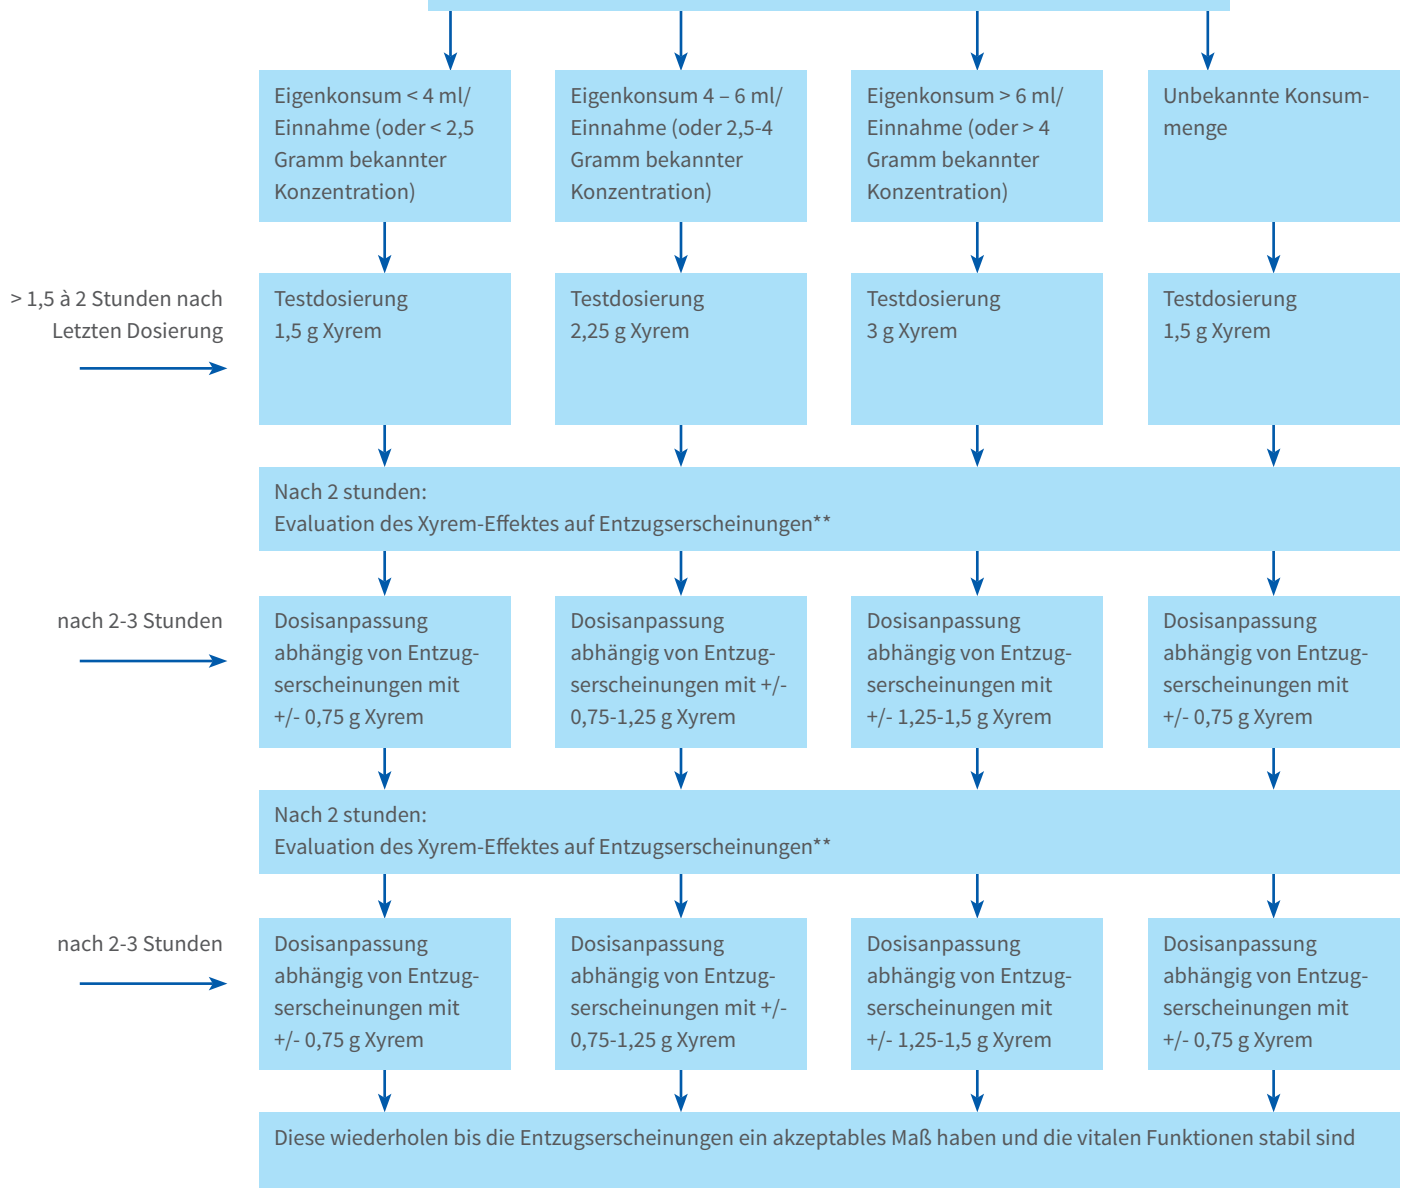 Eigenkonsum < 4 ml/
Einnahme (oder < 2,5
Gramm bekannter
Konzentration)
Eigenkonsum 4 – 6 ml/
Einnahme (oder 2,5-4
Gramm bekannter
Konzentration)
Eigenkonsum > 6 ml/
Einnahme (oder > 4
Gramm bekannter
Konzentration)
Unbekannte Konsum-
menge
> 1,5 à 2 Stunden nach
Letzten Dosierung
Testdosierung
1,5 g Xyrem
Testdosierung
2,25 g Xyrem
Testdosierung
3 g Xyrem
Testdosierung
1,5 g Xyrem
Nach 2 stunden:
Evaluation des Xyrem-Effektes auf Entzugserscheinungen**
nach 2-3 Stunden
Dosisanpassung
abhängig von Entzug-
serscheinungen mit
+/- 0,75 g Xyrem
Dosisanpassung
abhängig von Entzug-
serscheinungen mit +/-
0,75-1,25 g Xyrem
Dosisanpassung
abhängig von Entzug-
serscheinungen mit
+/- 1,25-1,5 g Xyrem
Dosisanpassung
abhängig von Entzug-
serscheinungen mit
+/- 0,75 g Xyrem
Nach 2 stunden:
Evaluation des Xyrem-Effektes auf Entzugserscheinungen**
nach 2-3 Stunden
Dosisanpassung
abhängig von Entzug-
serscheinungen mit
+/- 0,75 g Xyrem
Dosisanpassung
abhängig von Entzug-
serscheinungen mit +/-
0,75-1,25 g Xyrem
Dosisanpassung
abhängig von Entzug-
serscheinungen mit
+/- 1,25-1,5 g Xyrem
Dosisanpassung
abhängig von Entzug-
serscheinungen mit
+/- 0,75 g Xyrem
Diese wiederholen bis die Entzugserscheinungen ein akzeptables Maß haben und die vitalen Funktionen stabil sind